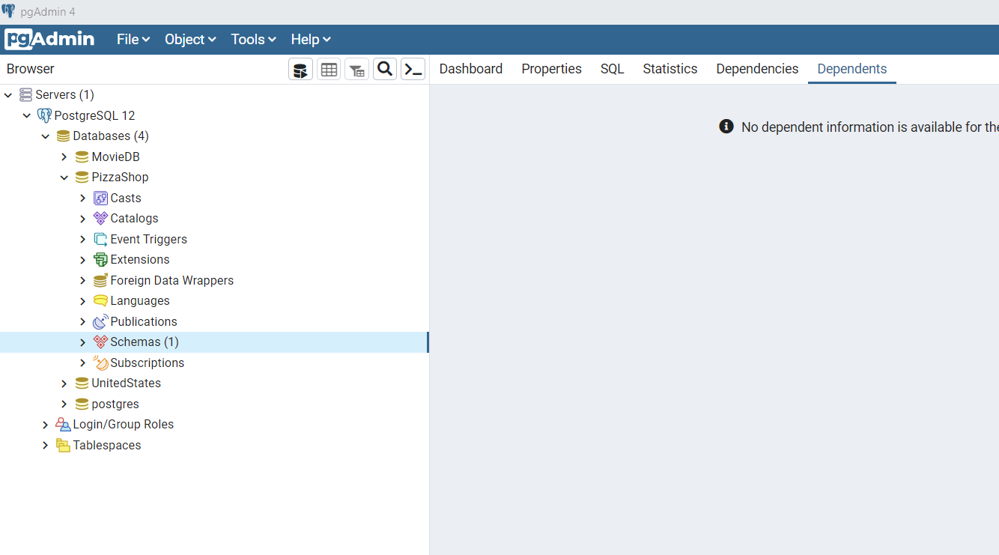 pgAdmin 4
pgAdmin File Object Tools Help
Browser
Dashboard Properties SQL Statistics Dependencies Dependents
Servers (1)
PostgreSQL 12
Databases (4)
MovieDB
PizzaShop
Casts
Catalogs
Event Triggers
Extensions
Foreign Data Wrappers
Languages
Publications
Schemas (1)
Subscriptions
UnitedStates
postgres
Login/Group Roles
Tablespaces
No dependent information is available for the